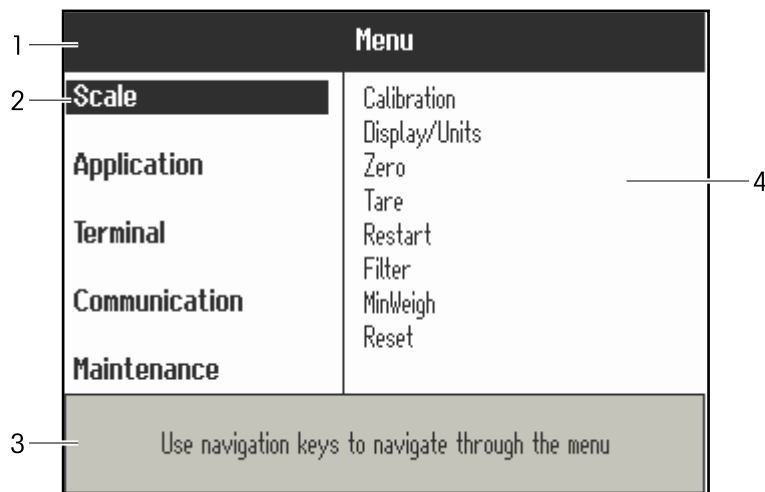 Menu
1
2
Scale
Application
Terminal
Communication
Maintenance
Calibration
Display/Units
Zero
Tare
Restart
Filter
MinWeigh
Reset
4
3
Use navigation keys to navigate through the menu